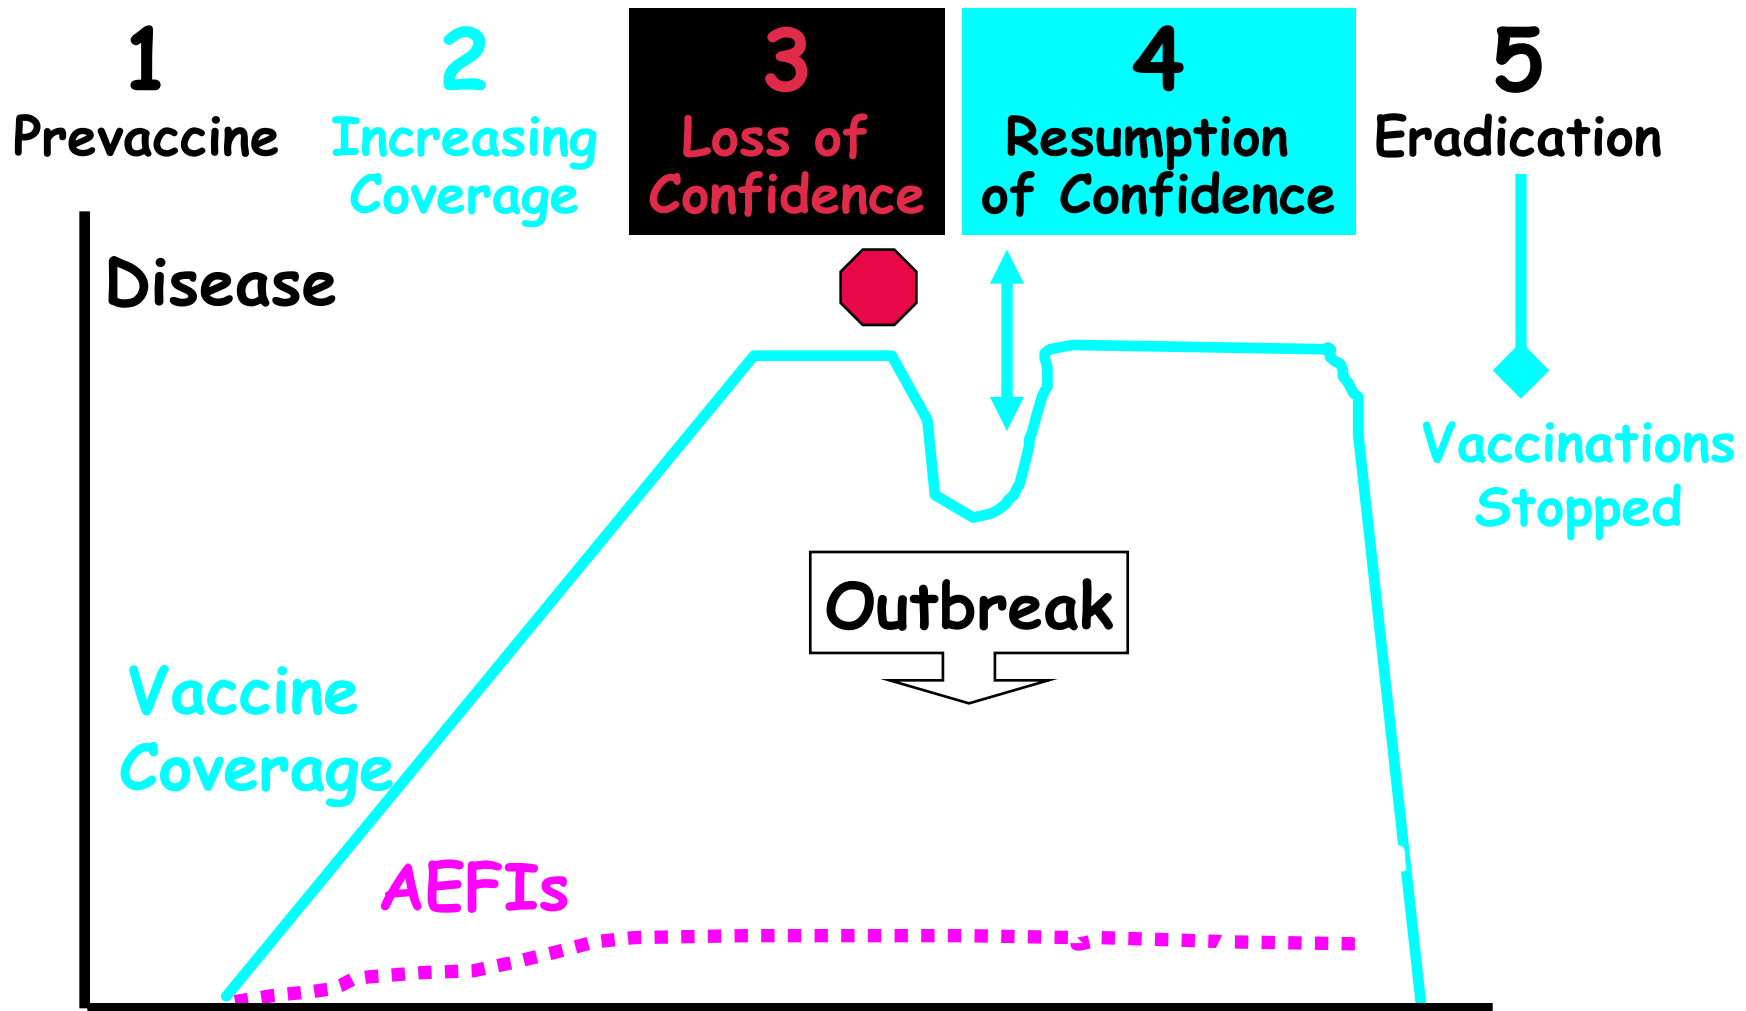 1
Prevaccine
2
Increasing
Coverage
3
Loss of
Confidence
4
Resumption
of Confidence
5
Eradication
Disease
Vaccinations
Stopped
Outbreak
Vaccine
Coverage
AEFIs